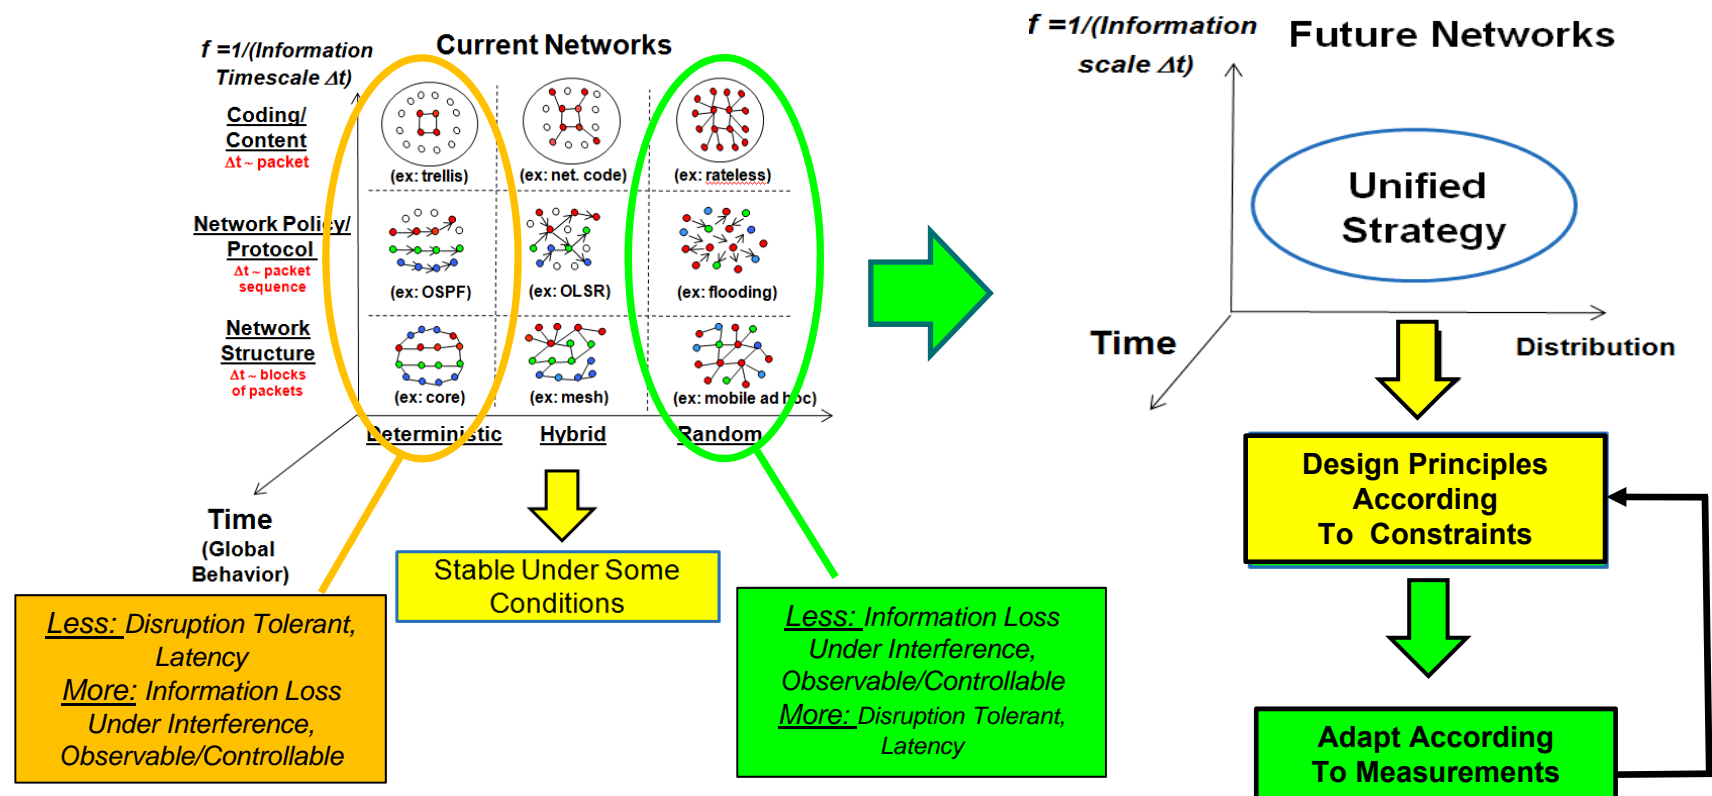 f =1/(Information
Timescale Δt)
Current Networks
Coding/
Content
Δt ~ packet
(ex: trellis)
(ex: net. code)
(ex: rateless)
Network Policy/
Protocol
Δt ~ packet
sequence
(ex: OSPF)
(ex: OLSR)
(ex: flooding)
Network
Structure
Δt ~ blocks
of packets
(ex: core)
(ex: mesh)
(ex: mobile ad hoc)
Deterministic
Hybrid
Random
Time
(Global
Behavior)
Stable Under Some
Conditions
Less: Disruption Tolerant,
Latency
More: Information Loss
Under Interference,
Observable/Controllable
Less: Information Loss
Under Interference,
Observable/Controllable
More: Disruption Tolerant,
Latency
f =1/(Information
scale Δt)
Future Networks
Unified
Strategy
Time
Distribution
Design Principles
According
To Constraints
Adapt According
To Measurements